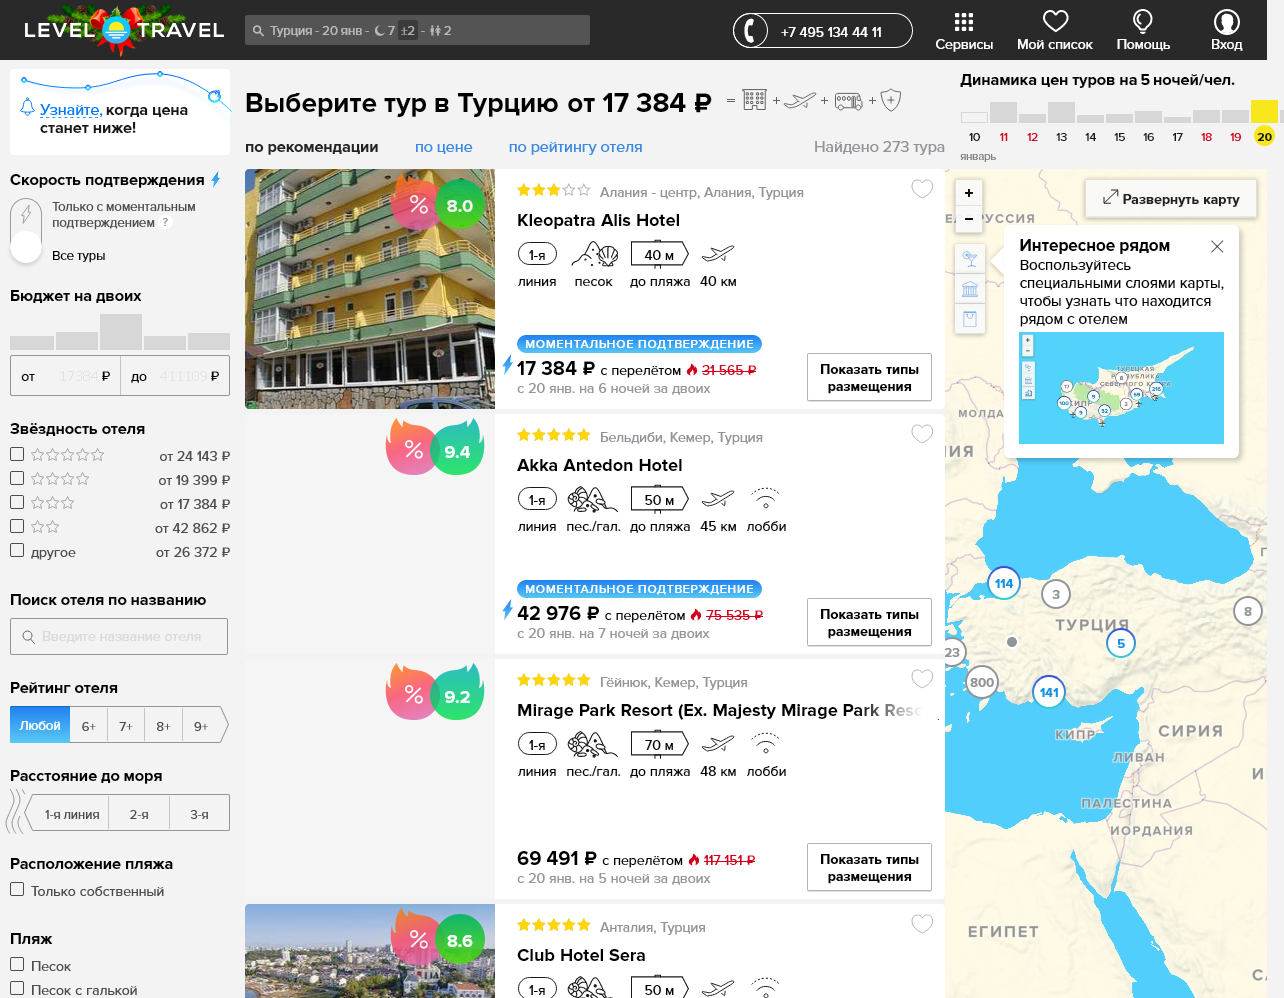 LEVEL TRAVEL
Турция - 20 янв - 7 ±2 - 2
+7 495 134 44 11
Сервисы
Мой список
Помощь
Вход
Узнайте, когда цена
станет ниже!
Скорость подтверждения
Только с моментальным
подтверждением ?
Все туры
Бюджет на двоих
от 17384 ₽ до 411109 ₽
Звёздность отеля
от 24 143 ₽
от 19 399 ₽
от 17 384 ₽
от 42 862 ₽
другое от 26 372 ₽
Поиск отеля по названию
Введите название отеля
Рейтинг отеля
Любой 6+ 7+ 8+ 9+
Расстояние до моря
1-я линия 2-я 3-я
Расположение пляжа
Только собственный
Пляж
Песок
Песок с галькой
Выберите тур в Турцию от 17 384 ₽ = + + +
по рекомендации по цене по рейтингу отеля Найдено 273 тура
% 8.0
Алания - центр, Алания, Турция
Kleopatra Alis Hotel
1-я 40 м
линия песок до пляжа 40 км
МОМЕНТАЛЬНОЕ ПОДТВЕРЖДЕНИЕ
17 384 ₽ с перелётом 31 565 ₽
с 20 янв. на 6 ночей за двоих
Показать типы
размещения
% 9.4
Бельдиби, Кемер, Турция
Akka Antedon Hotel
1-я 50 м
линия пес./гал. до пляжа 45 км лобби
МОМЕНТАЛЬНОЕ ПОДТВЕРЖДЕНИЕ
42 976 ₽ с перелётом 75 535 ₽
с 20 янв. на 7 ночей за двоих
Показать типы
размещения
% 9.2
Гёйнюк, Кемер, Турция
Mirage Park Resort (Ex. Majesty Mirage Park Reso
1-я 70 м
линия пес./гал. до пляжа 48 км лобби
69 491 ₽ с перелётом 117 151 ₽
с 20 янв. на 5 ночей за двоих
Показать типы
размещения
% 8.6
Анталия, Турция
Club Hotel Sera
1-я 50 м
Динамика цен туров на 5 ночей/чел.
10 11 12 13 14 15 16 17 18 19 20
январь
+
−
Развернуть карту
ЕЛОРУССИЯ
Интересное рядом
Воспользуйтесь
специальными слоями карты,
чтобы узнать что находится
рядом с отелем
МОЛДА
ИЯ
114
3
8
ТУРЦИЯ
5
23
800
141
КИПР
СИРИЯ
ЛИВАН
ПАЛЕСТИНА
ИОРДАНИЯ
ЕГИПЕТ
СА